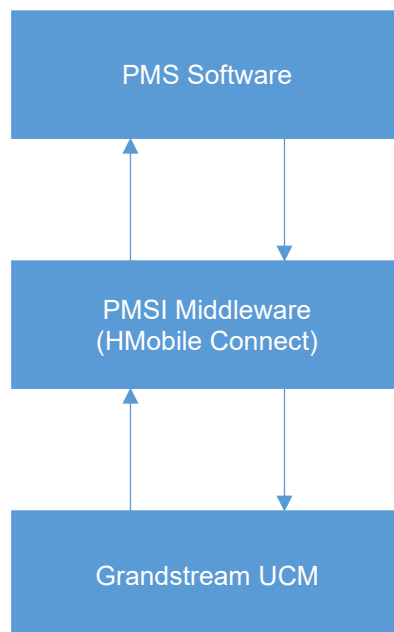 PMS Software
PMSI Middleware
(HMobile Connect)
Grandstream UCM